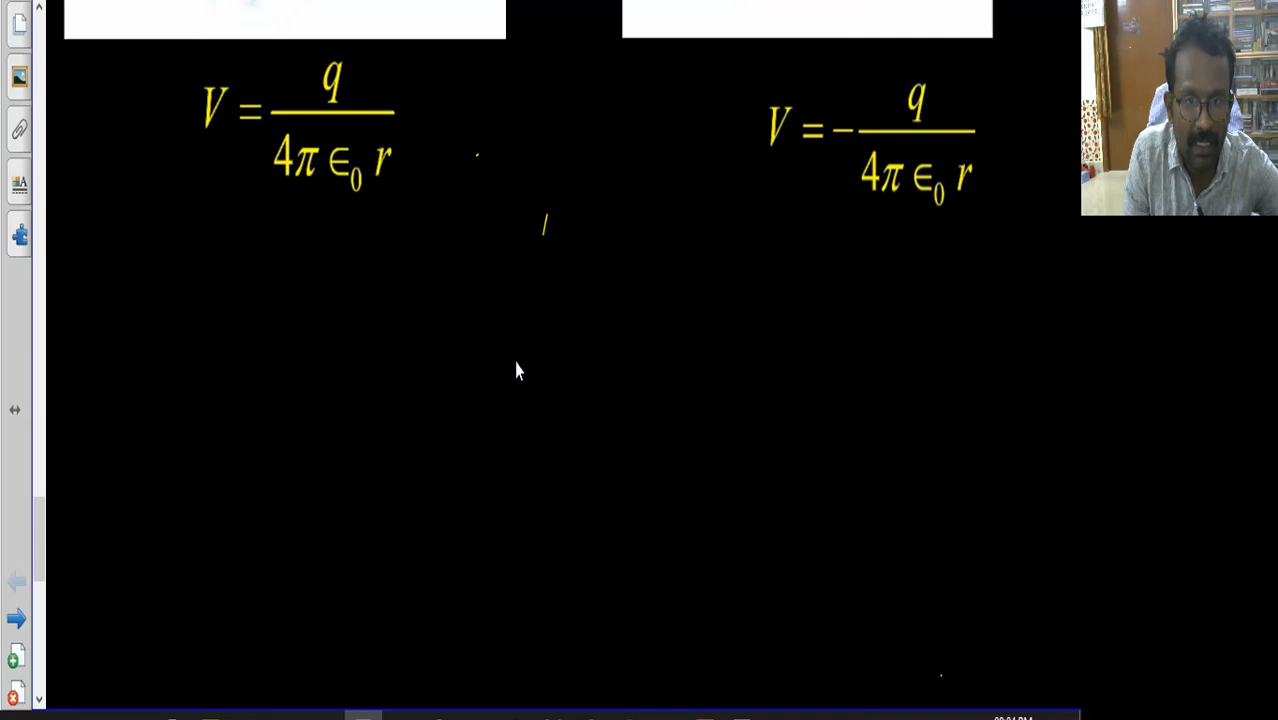 V = q / 4π ∈₀ r
V = − q / 4π ∈₀ r